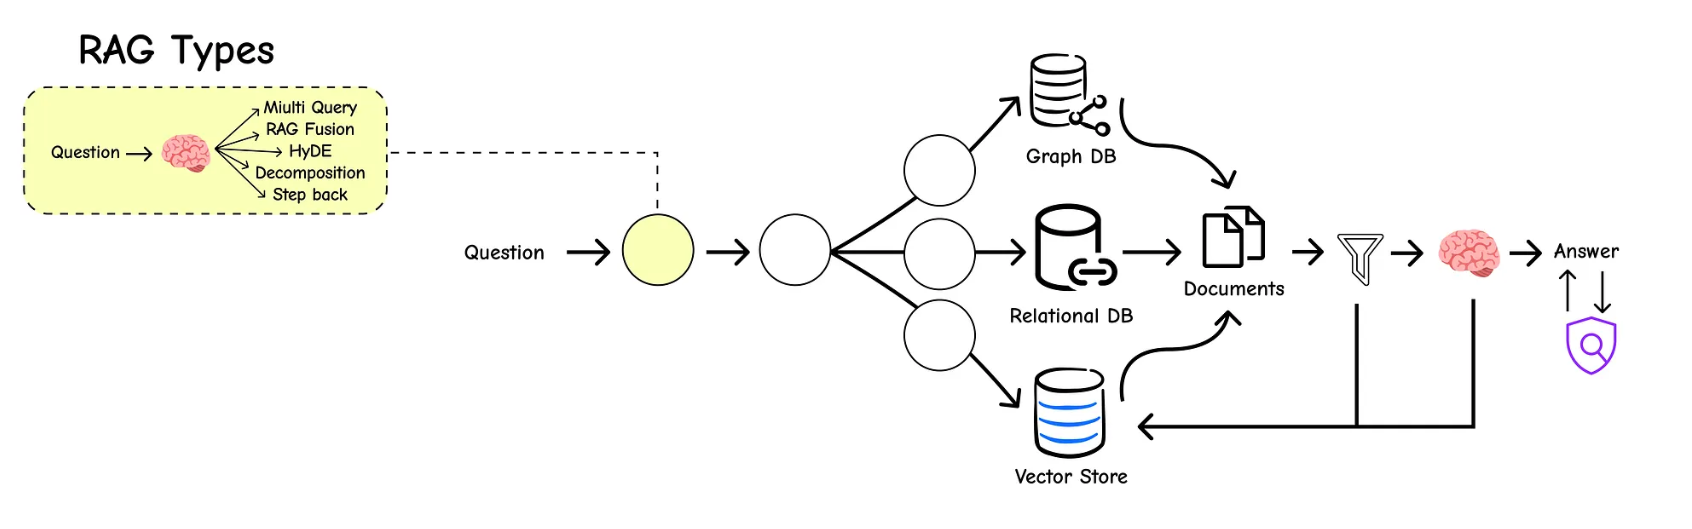 RAG Types
Miulti Query
RAG Fusion
Question
HyDE
Decomposition
Step back
Graph DB
Question
Answer
Documents
Relational DB
Vector Store